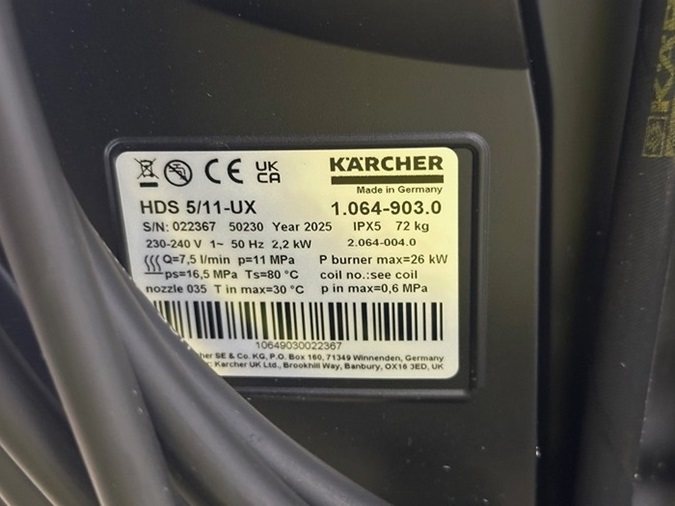 UK
CA
KÄRCHER
Made in Germany
HDS 5/11-UX 1.064-903.0
S/N: 022367 50230 Year 2025 IPX5 72 kg
230-240 V 1~ 50 Hz 2,2 kW 2.064-004.0
Q=7,5 l/min p=11 MPa P burner max=26 kW
ps=16,5 MPa Ts=80 °C coil no.:see coil
nozzle 035 T in max=30 °C p in max=0,6 MPa
10649030022367
SE & Co. KG, P.O. Box 160, 71349 Winnenden, Germany
Karcher UK Ltd., Brookhill Way, Banbury, OX16 3ED, UK